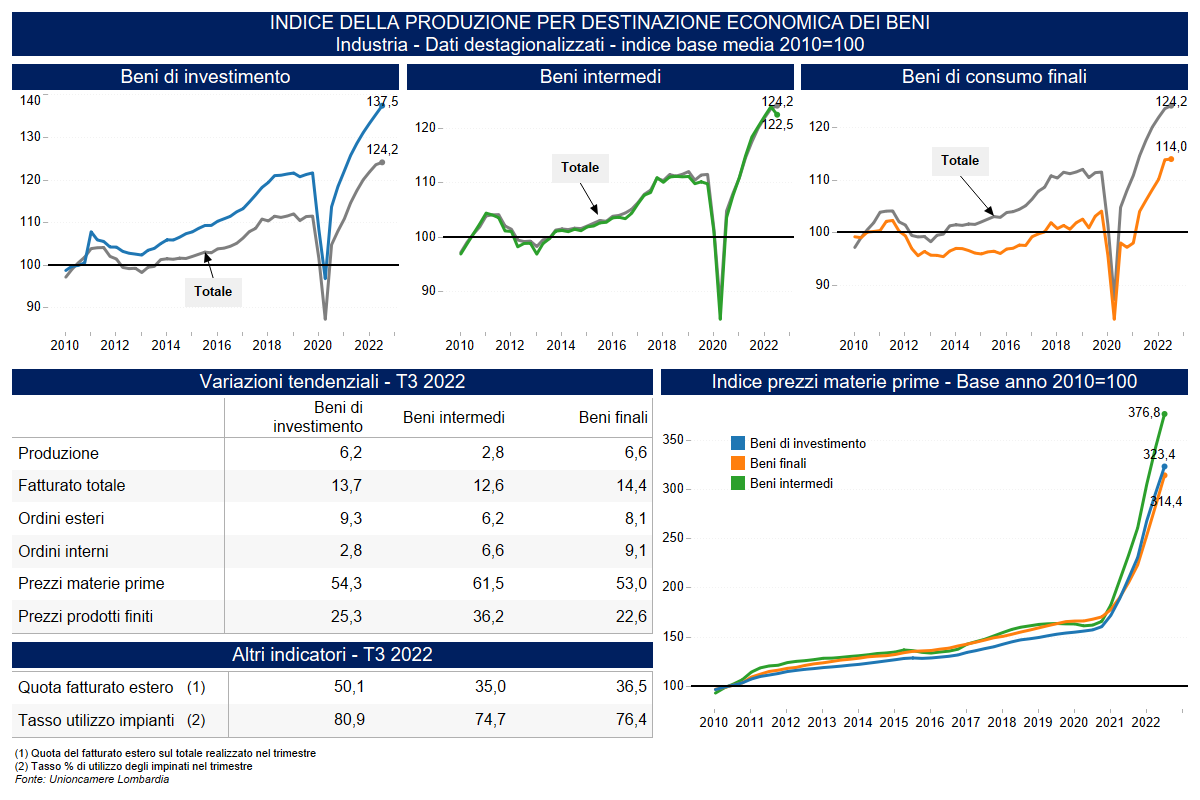 INDICE DELLA PRODUZIONE PER DESTINAZIONE ECONOMICA DEI BENI
Industria - Dati destagionalizzati - indice base media 2010=100
Beni di investimento
140
130
120
110
100
90
137,5
124,2
Totale
2010 2012 2014 2016 2018 2020 2022
Beni intermedi
120
110
100
90
124,2
122,5
Totale
2010 2012 2014 2016 2018 2020 2022
Beni di consumo finali
120
110
100
90
124,2
114,0
Totale
2010 2012 2014 2016 2018 2020 2022
Variazioni tendenziali - T3 2022
Beni di investimento Beni intermedi Beni finali
Produzione 6,2 2,8 6,6
Fatturato totale 13,7 12,6 14,4
Ordini esteri 9,3 6,2 8,1
Ordini interni 2,8 6,6 9,1
Prezzi materie prime 54,3 61,5 53,0
Prezzi prodotti finiti 25,3 36,2 22,6
Altri indicatori - T3 2022
Quota fatturato estero (1) 50,1 35,0 36,5
Tasso utilizzo impianti (2) 80,9 74,7 76,4
(1) Quota del fatturato estero sul totale realizzato nel trimestre
(2) Tasso % di utilizzo degli impinati nel trimestre
Fonte: Unioncamere Lombardia
Indice prezzi materie prime - Base anno 2010=100
350
300
250
200
150
100
Beni di investimento
Beni finali
Beni intermedi
376,8
323,4
314,4
2010 2011 2012 2013 2014 2015 2016 2017 2018 2019 2020 2021 2022